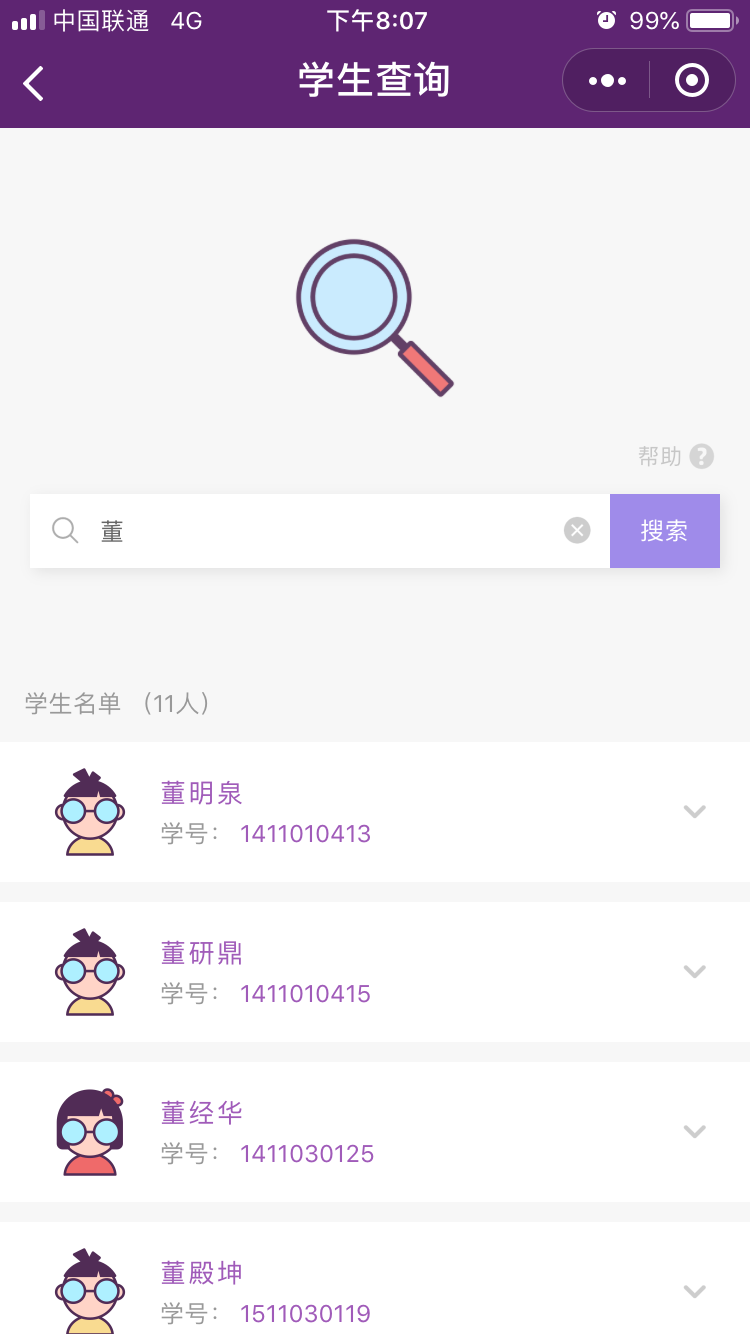 中国联通 4G 下午8:07 99%
学生查询
帮助 ?
董 搜索
学生名单 （11人）
董明泉
学号： 1411010413
董研鼎
学号： 1411010415
董经华
学号： 1411030125
董殿坤
学号： 1511030119